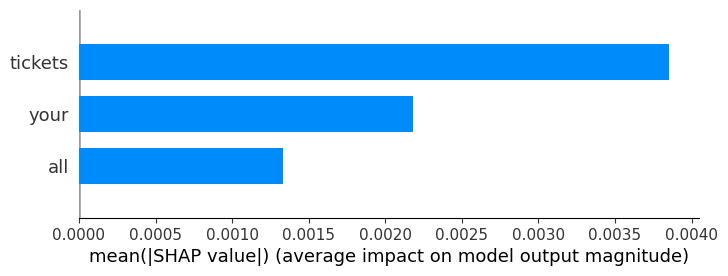 tickets
your
all
0.0000 0.0005 0.0010 0.0015 0.0020 0.0025 0.0030 0.0035 0.0040
mean(|SHAP value|) (average impact on model output magnitude)